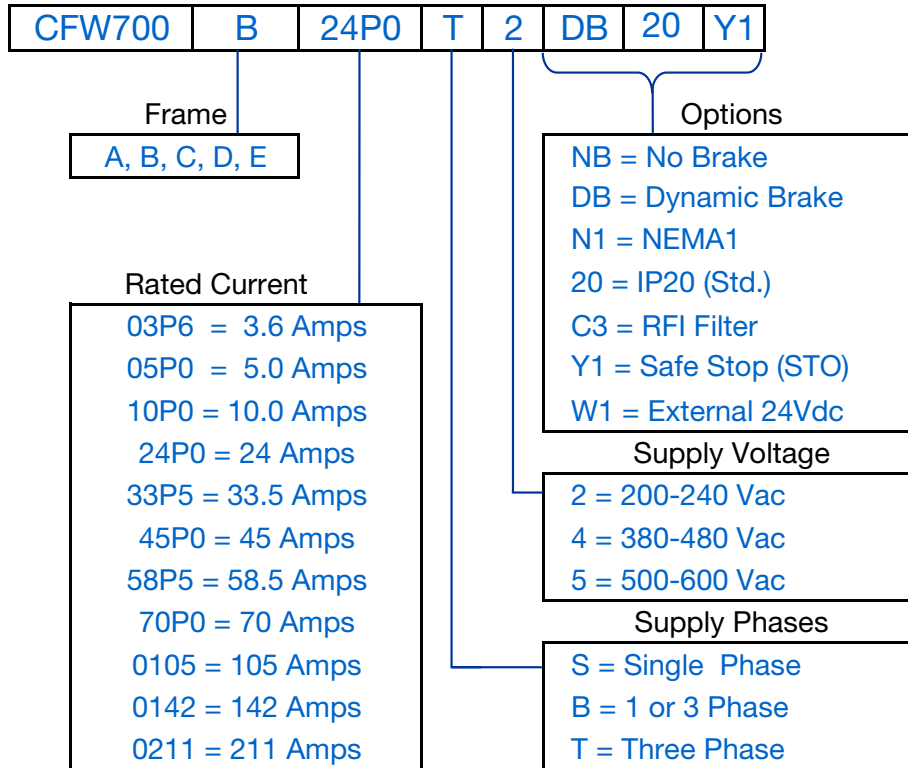 CFW700 B 24P0 T 2 DB 20 Y1
Frame
A, B, C, D, E
Rated Current
03P6 = 3.6 Amps
05P0 = 5.0 Amps
10P0 = 10.0 Amps
24P0 = 24 Amps
33P5 = 33.5 Amps
45P0 = 45 Amps
58P5 = 58.5 Amps
70P0 = 70 Amps
0105 = 105 Amps
0142 = 142 Amps
0211 = 211 Amps
Options
NB = No Brake
DB = Dynamic Brake
N1 = NEMA1
20 = IP20 (Std.)
C3 = RFI Filter
Y1 = Safe Stop (STO)
W1 = External 24Vdc
Supply Voltage
2 = 200-240 Vac
4 = 380-480 Vac
5 = 500-600 Vac
Supply Phases
S = Single Phase
B = 1 or 3 Phase
T = Three Phase